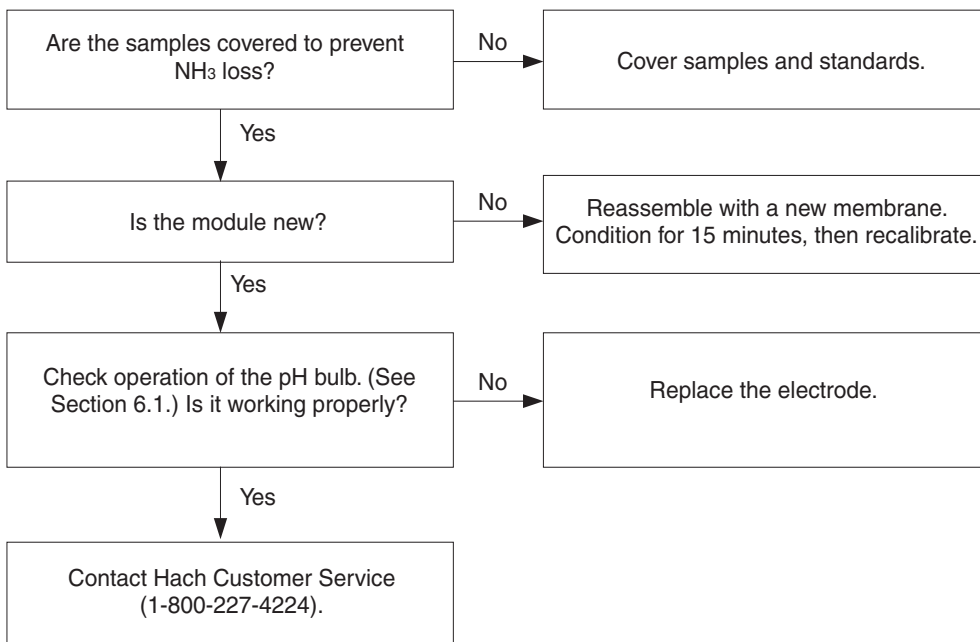 Are the samples covered to prevent
NH₃ loss?
No
Cover samples and standards.
Yes
Is the module new?
No
Reassemble with a new membrane.
Condition for 15 minutes, then recalibrate.
Yes
Check operation of the pH bulb. (See
Section 6.1.) Is it working properly?
No
Replace the electrode.
Yes
Contact Hach Customer Service
(1-800-227-4224).